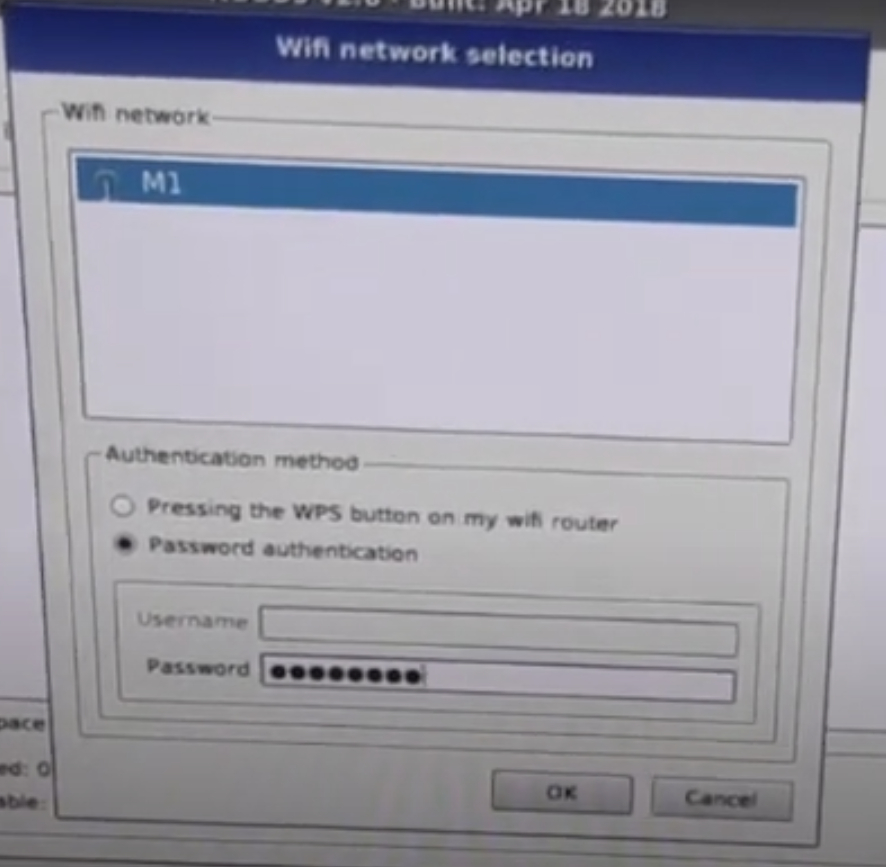 Built: Apr 18 2018
Wifi network selection
Wifi network
M1
Authentication method
Pressing the WPS button on my wifi router
Password authentication
Username
Password ●●●●●●●●
pace
ed: 0
able:
OK
Cancel